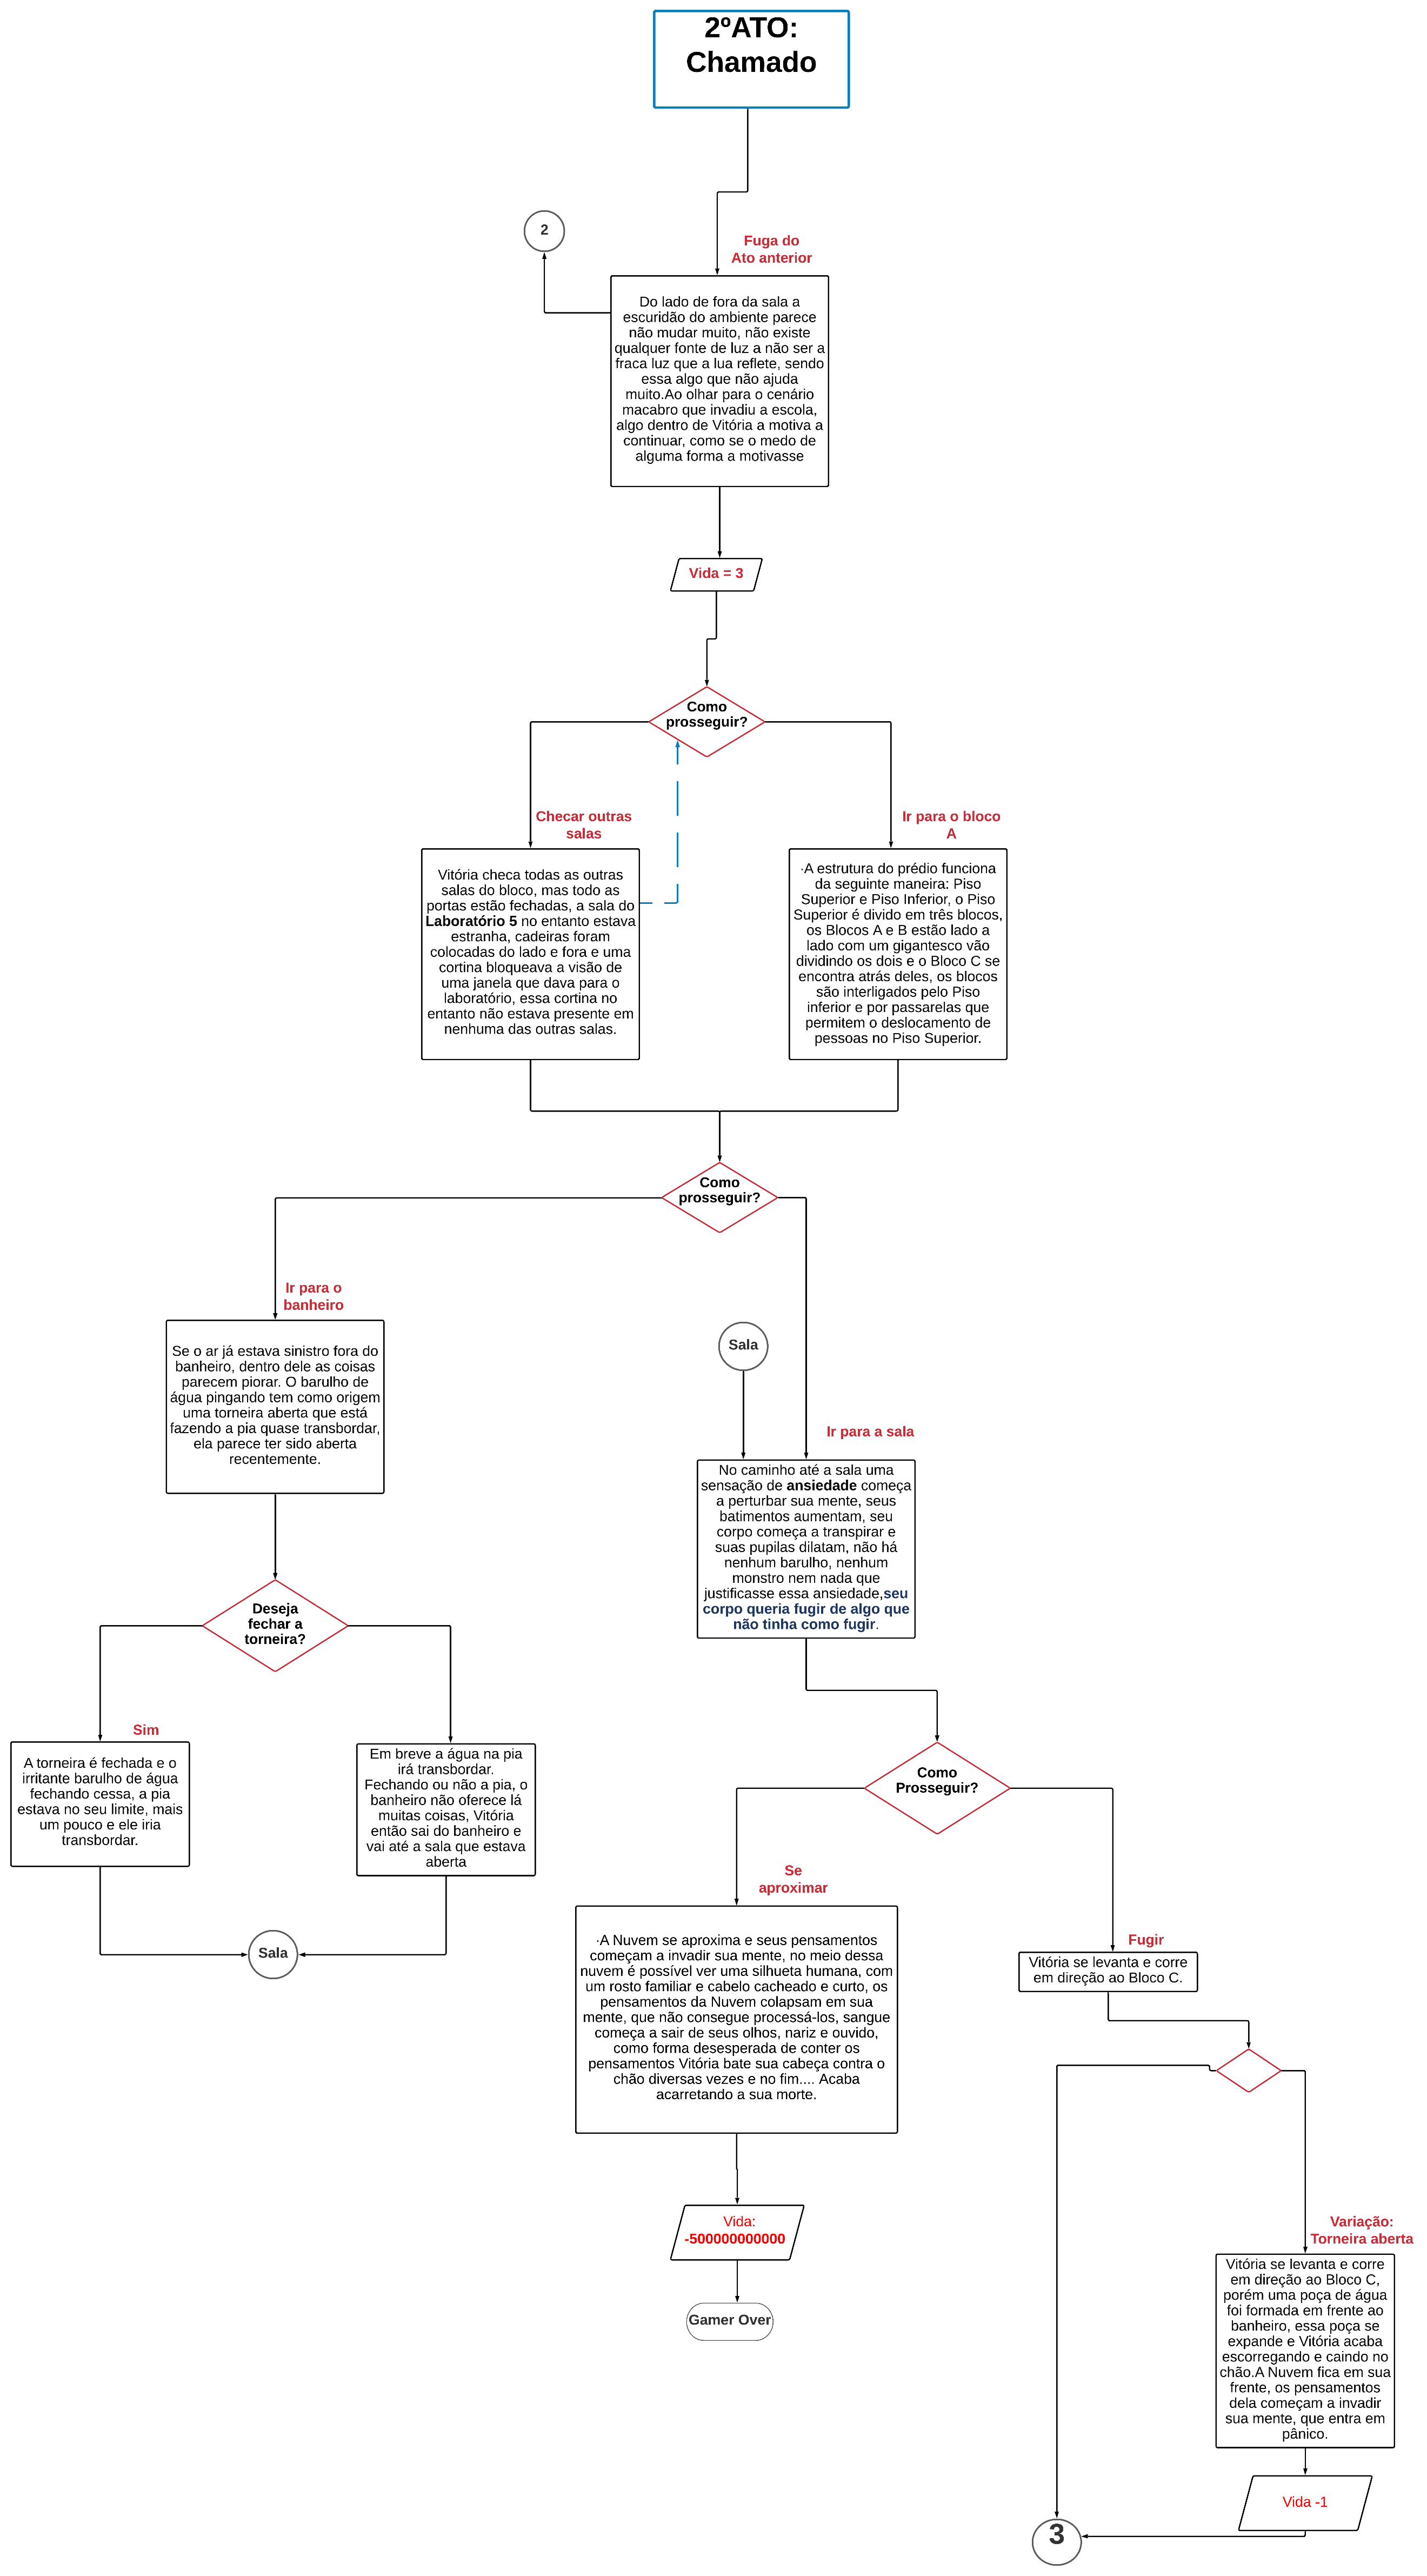 2ºATO:
Chamado
2
Fuga do
Ato anterior
Do lado de fora da sala a
escuridão do ambiente parece
não mudar muito, não existe
qualquer fonte de luz a não ser a
fraca luz que a lua reflete, sendo
essa algo que não ajuda
muito.Ao olhar para o cenário
macabro que invadiu a escola,
algo dentro de Vitória a motiva a
continuar, como se o medo de
alguma forma a motivasse
Vida = 3
Como
prosseguir?
Checar outras
salas
Vitória checa todas as outras
salas do bloco, mas todo as
portas estão fechadas, a sala do
Laboratório 5 no entanto estava
estranha, cadeiras foram
colocadas do lado e fora e uma
cortina bloqueava a visão de
uma janela que dava para o
laboratório, essa cortina no
entanto não estava presente em
nenhuma das outras salas.
Ir para o bloco
A
·A estrutura do prédio funciona
da seguinte maneira: Piso
Superior e Piso Inferior, o Piso
Superior é divido em três blocos,
os Blocos A e B estão lado a
lado com um gigantesco vão
dividindo os dois e o Bloco C se
encontra atrás deles, os blocos
são interligados pelo Piso
inferior e por passarelas que
permitem o deslocamento de
pessoas no Piso Superior.
Como
prosseguir?
Ir para o
banheiro
Se o ar já estava sinistro fora do
banheiro, dentro dele as coisas
parecem piorar. O barulho de
água pingando tem como origem
uma torneira aberta que está
fazendo a pia quase transbordar,
ela parece ter sido aberta
recentemente.
Sala
Ir para a sala
No caminho até a sala uma
sensação de ansiedade começa
a perturbar sua mente, seus
batimentos aumentam, seu
corpo começa a transpirar e
suas pupilas dilatam, não há
nenhum barulho, nenhum
monstro nem nada que
justificasse essa ansiedade,seu
corpo queria fugir de algo que
não tinha como fugir.
Deseja
fechar a
torneira?
Sim
A torneira é fechada e o
irritante barulho de água
fechando cessa, a pia
estava no seu limite, mais
um pouco e ele iria
transbordar.
Em breve a água na pia
irá transbordar.
Fechando ou não a pia, o
banheiro não oferece lá
muitas coisas, Vitória
então sai do banheiro e
vai até a sala que estava
aberta
Sala
Como
Prosseguir?
Se
aproximar
·A Nuvem se aproxima e seus pensamentos
começam a invadir sua mente, no meio dessa
nuvem é possível ver uma silhueta humana, com
um rosto familiar e cabelo cacheado e curto, os
pensamentos da Nuvem colapsam em sua
mente, que não consegue processá-los, sangue
começa a sair de seus olhos, nariz e ouvido,
como forma desesperada de conter os
pensamentos Vitória bate sua cabeça contra o
chão diversas vezes e no fim.... Acaba
acarretando a sua morte.
Vida:
-500000000000
Gamer Over
Fugir
Vitória se levanta e corre
em direção ao Bloco C.
Variação:
Torneira aberta
Vitória se levanta e corre
em direção ao Bloco C,
porém uma poça de água
foi formada em frente ao
banheiro, essa poça se
expande e Vitória acaba
escorregando e caindo no
chão.A Nuvem fica em sua
frente, os pensamentos
dela começam a invadir
sua mente, que entra em
pânico.
Vida -1
3